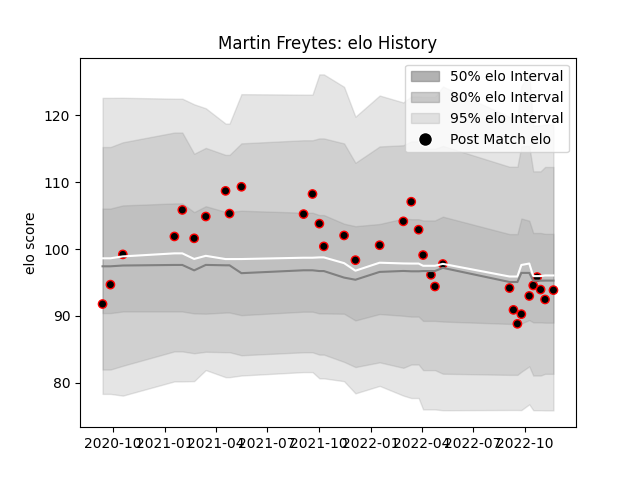 Martin Freytes: elo History
50% elo Interval
80% elo Interval
95% elo Interval
Post Match elo
elo score
120
110
100
90
80
2020-10 2021-01 2021-04 2021-07 2021-10 2022-01 2022-04 2022-07 2022-10